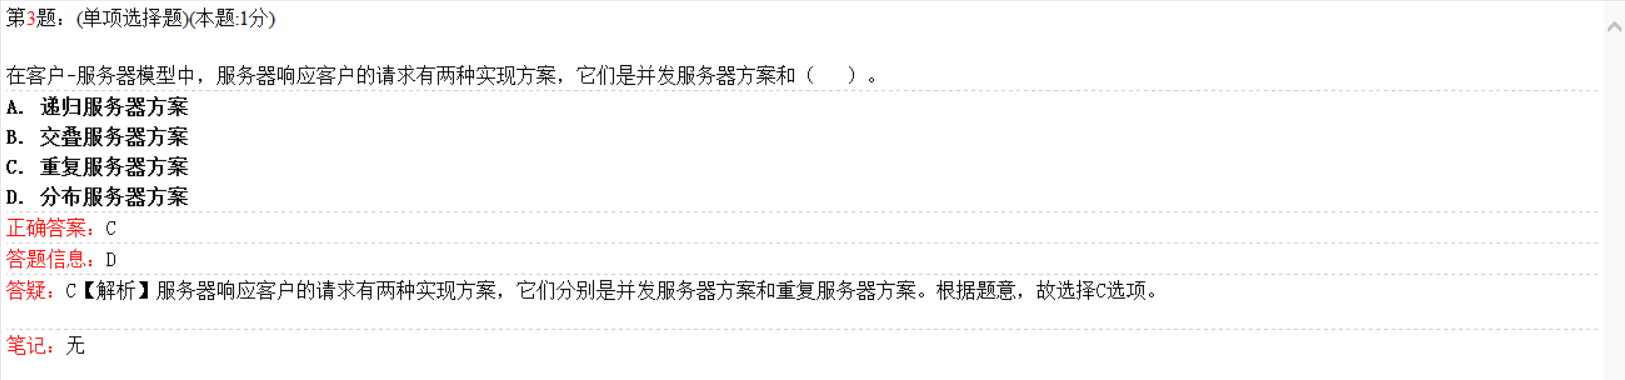 第3题：(单项选择题)(本题:1分)
在客户-服务器模型中，服务器响应客户的请求有两种实现方案，它们是并发服务器方案和（　　）。
A. 递归服务器方案
B. 交叠服务器方案
C. 重复服务器方案
D. 分布服务器方案
正确答案：C
答题信息：D
答疑：C【解析】服务器响应客户的请求有两种实现方案，它们分别是并发服务器方案和重复服务器方案。根据题意，故选择C选项。
笔记：无